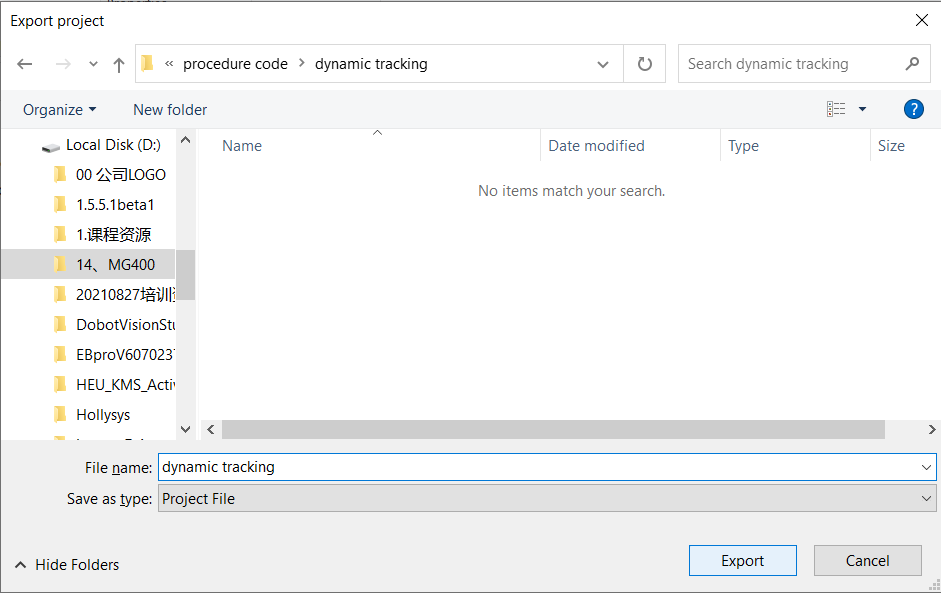 Export project
« procedure code > dynamic tracking
Search dynamic tracking
Organize
New folder
?
Local Disk (D:)
00 公司LOGO
1.5.5.1beta1
1.课程资源
14、MG400
20210827培训
DobotVisionStu
EBproV607023
HEU_KMS_Activ
Hollysys
Name
Date modified
Type
Size
No items match your search.
File name: dynamic tracking
Save as type: Project File
Hide Folders
Export
Cancel